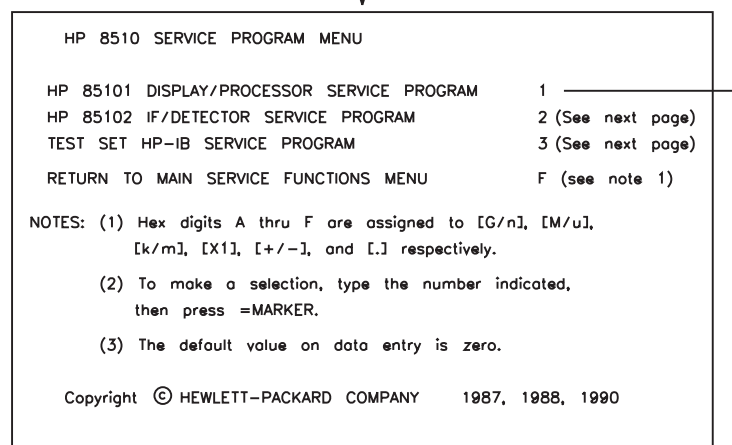 HP 8510 SERVICE PROGRAM MENU
HP 85101 DISPLAY/PROCESSOR SERVICE PROGRAM 1
HP 85102 IF/DETECTOR SERVICE PROGRAM 2 (See next page)
TEST SET HP-IB SERVICE PROGRAM 3 (See next page)
RETURN TO MAIN SERVICE FUNCTIONS MENU F (see note 1)
NOTES: (1) Hex digits A thru F are assigned to [G/n], [M/u],
[k/m], [X1], [+/-], and [.] respectively.
(2) To make a selection, type the number indicated,
then press =MARKER.
(3) The default value on data entry is zero.
Copyright © HEWLETT-PACKARD COMPANY 1987, 1988, 1990